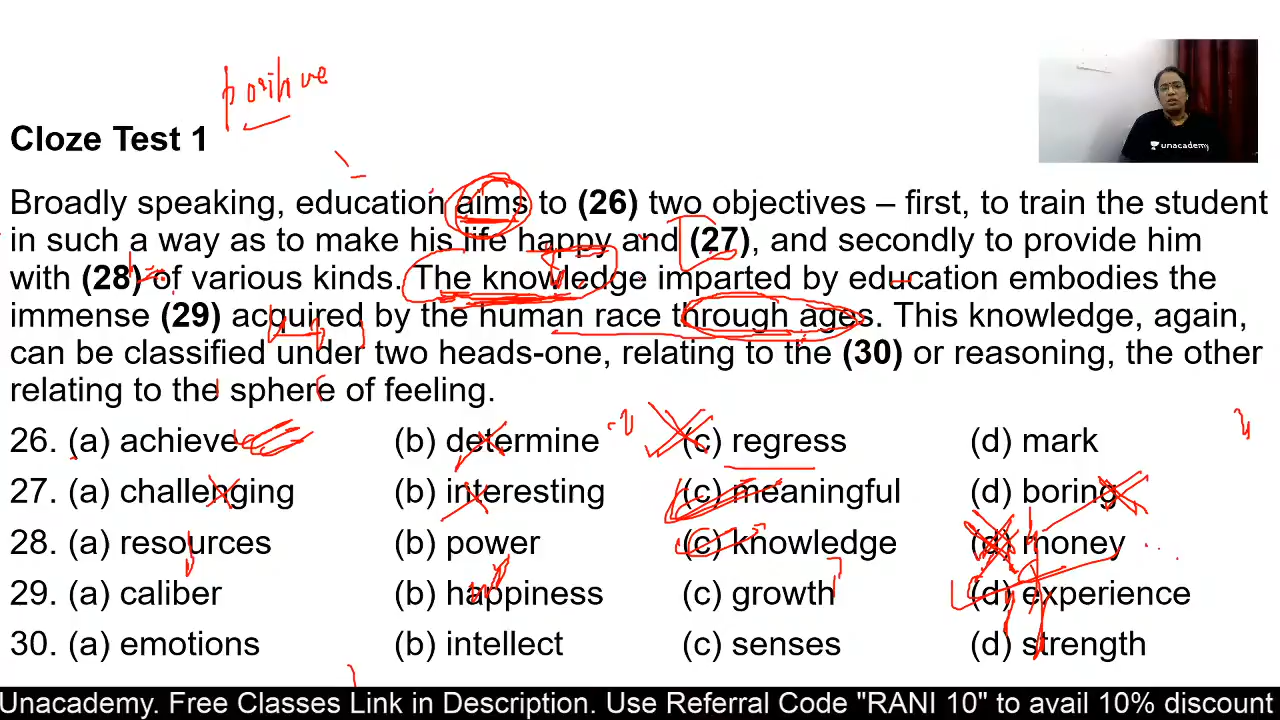 positive
unacademy
Cloze Test 1
Broadly speaking, education aims to (26) two objectives – first, to train the student
in such a way as to make his life happy and (27), and secondly to provide him
with (28) of various kinds. The knowledge imparted by education embodies the
immense (29) acquired by the human race through ages. This knowledge, again,
can be classified under two heads-one, relating to the (30) or reasoning, the other
relating to the sphere of feeling.
26. (a) achieve (b) determine (c) regress (d) mark
27. (a) challenging (b) interesting (c) meaningful (d) boring
28. (a) resources (b) power (c) knowledge (d) money
29. (a) caliber (b) happiness (c) growth (d) experience
30. (a) emotions (b) intellect (c) senses (d) strength
Unacademy. Free Classes Link in Description. Use Referral Code "RANI 10" to avail 10% discount